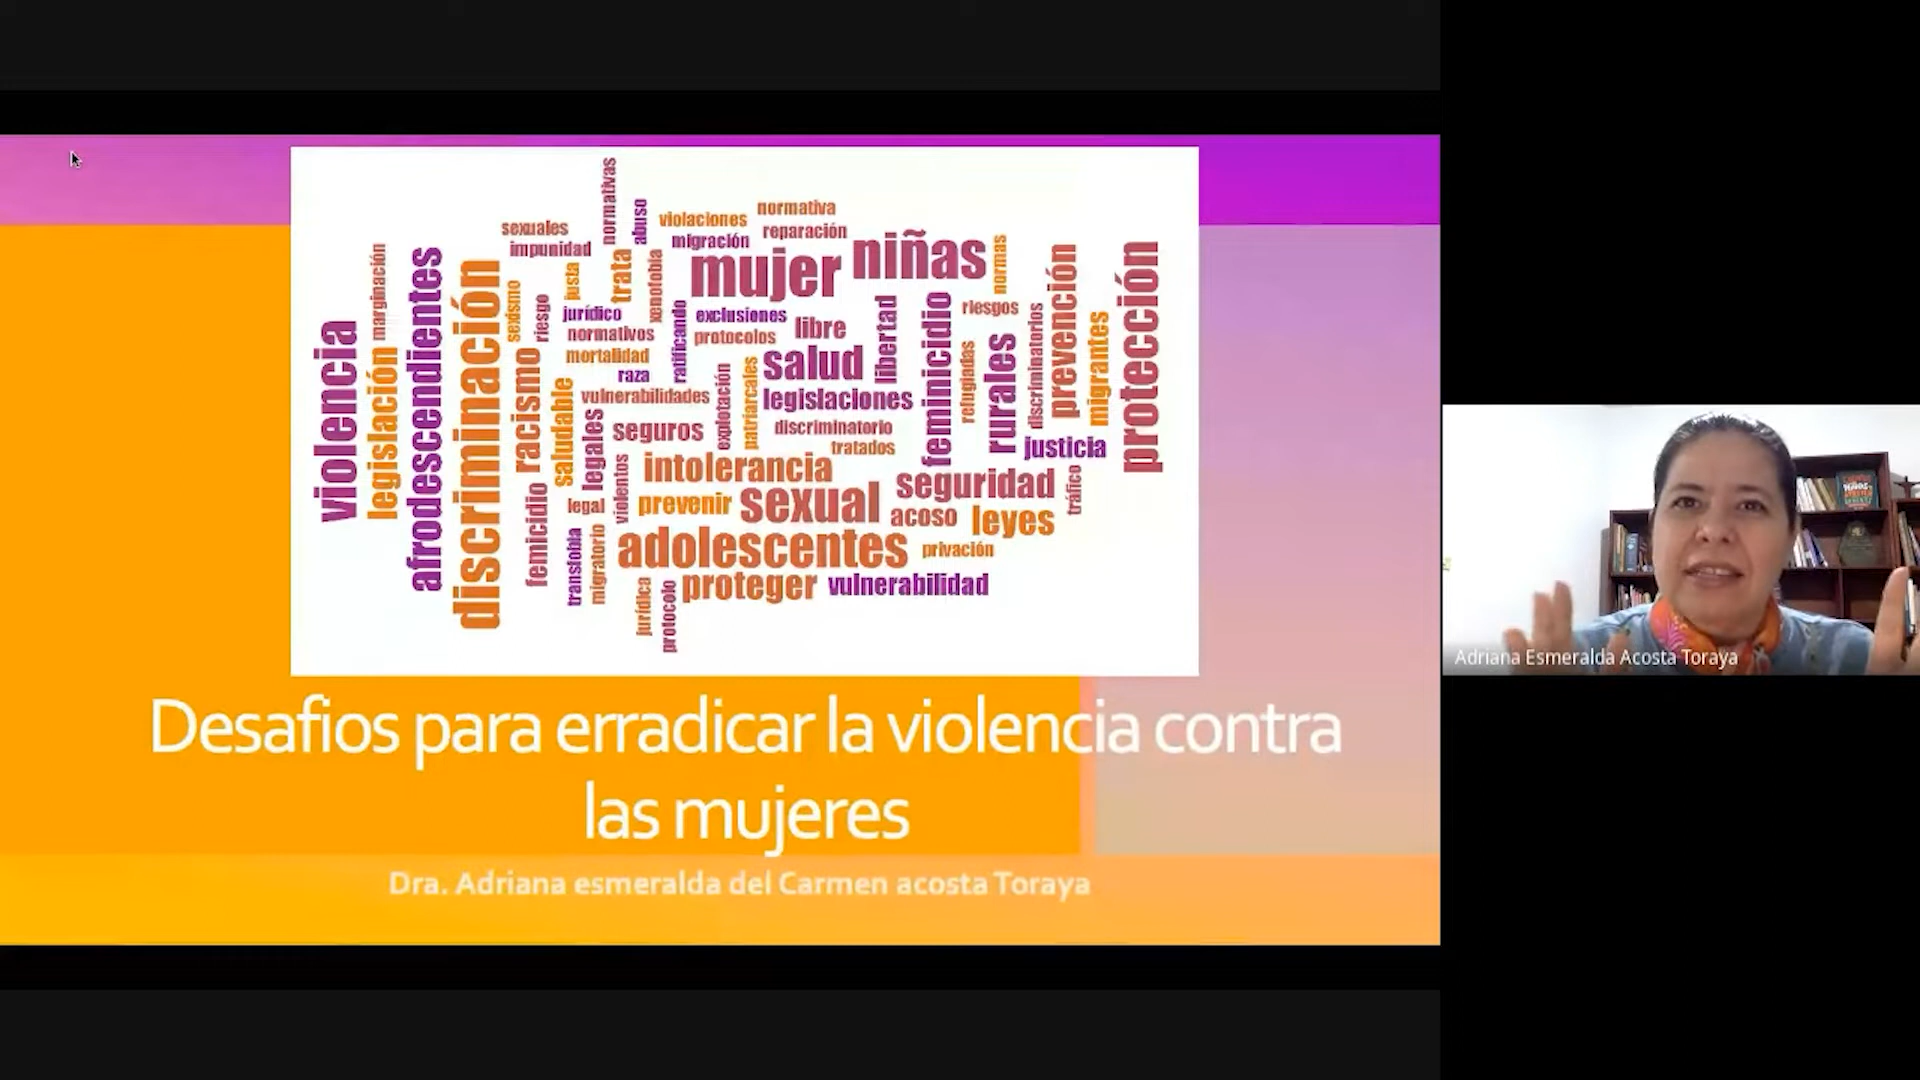 normativas
abuso
violaciones
normativa
sexuales
impunidad
migración
reparación
mujer
niñas
normas
marginación
afrodescendientes
discriminación
justa
trata
xenofobia
prevención
protección
sexismo
riesgo
jurídico
exclusiones
libre
libertad
feminicidio
riesgos
violencia
legislación
racismo
normativos
ratificando
protocolos
mortalidad
raza
salud
refugiadas
rurales
discriminatorios
migrantes
saludable
vulnerabilidades
explotación
patriarcales
legislaciones
legales
seguros
discriminatorio
tratados
justicia
violentos
intolerancia
seguridad
tráfico
femicidio
legal
prevenir
sexual
acoso
leyes
transfobia
migratorio
adolescentes
privación
jurídica
protocolo
proteger
vulnerabilidad
Desafios para erradicar la violencia contra
las mujeres
Dra. Adriana esmeralda del Carmen acosta Toraya
Adriana Esmeralda Acosta Toraya